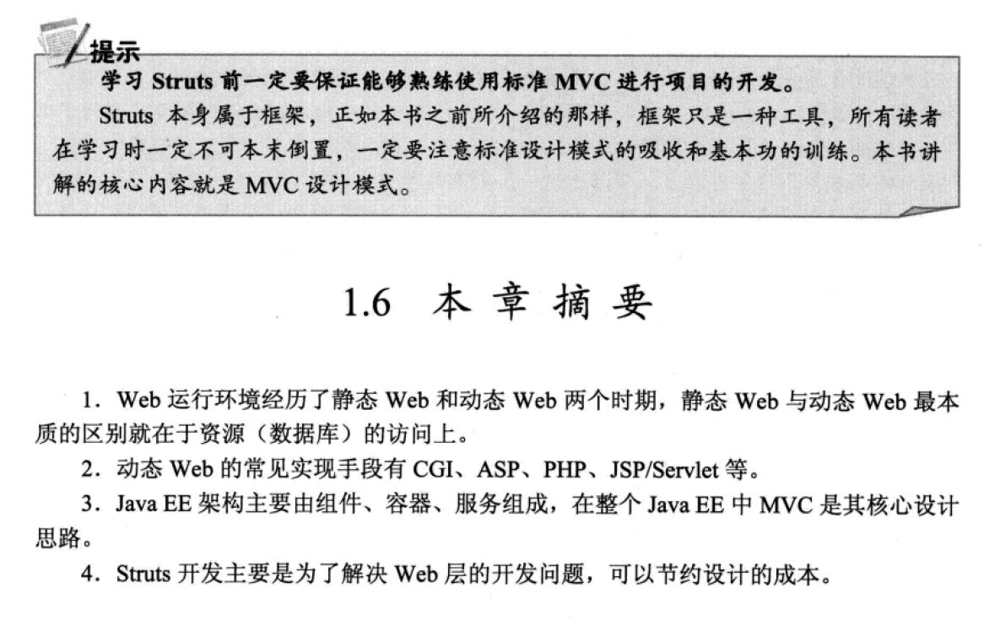 提示
学习 Struts 前一定要保证能够熟练使用标准 MVC 进行项目的开发。
Struts 本身属于框架，正如本书之前所介绍的那样，框架只是一种工具，所有读者
在学习时一定不可本末倒置，一定要注意标准设计模式的吸收和基本功的训练。本书讲
解的核心内容就是 MVC 设计模式。
1.6 本章摘要
1．Web 运行环境经历了静态 Web 和动态 Web 两个时期，静态 Web 与动态 Web 最本
质的区别就在于资源（数据库）的访问上。
2．动态 Web 的常见实现手段有 CGI、ASP、PHP、JSP/Servlet 等。
3．Java EE 架构主要由组件、容器、服务组成，在整个 Java EE 中 MVC 是其核心设计
思路。
4．Struts 开发主要是为了解决 Web 层的开发问题，可以节约设计的成本。